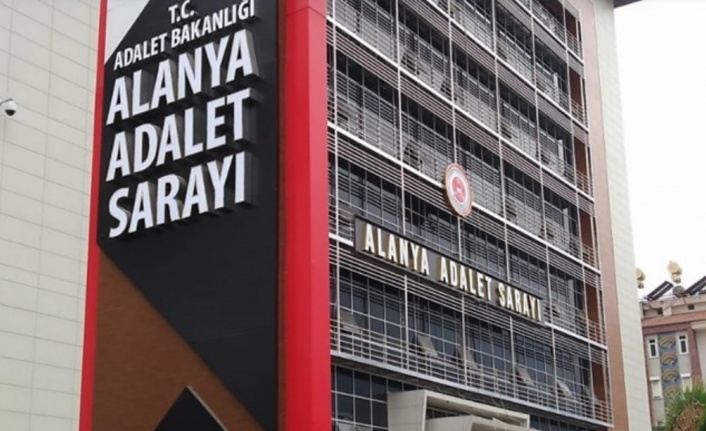 T.C.
ADALET BAKANLIĞI
ALANYA
ADALET
SARAYI
ALANYA ADALET SARAYI